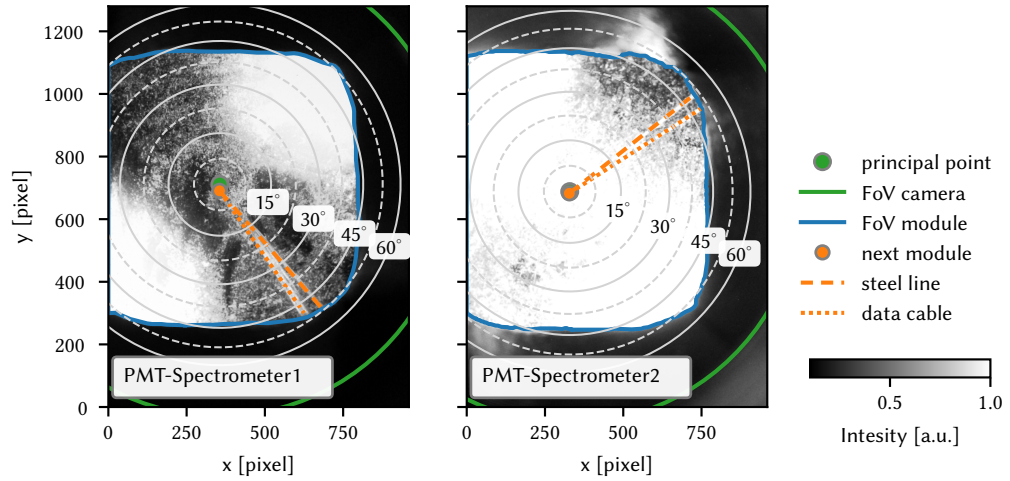 1200
1000
800
600
400
200
0
y [pixel]
15°
30°
45°
60°
PMT-Spectrometer1
0
250
500
750
x [pixel]
15°
30°
45°
60°
PMT-Spectrometer2
0
250
500
750
x [pixel]
principal point
FoV camera
FoV module
next module
steel line
data cable
0.5
1.0
Intesity [a.u.]